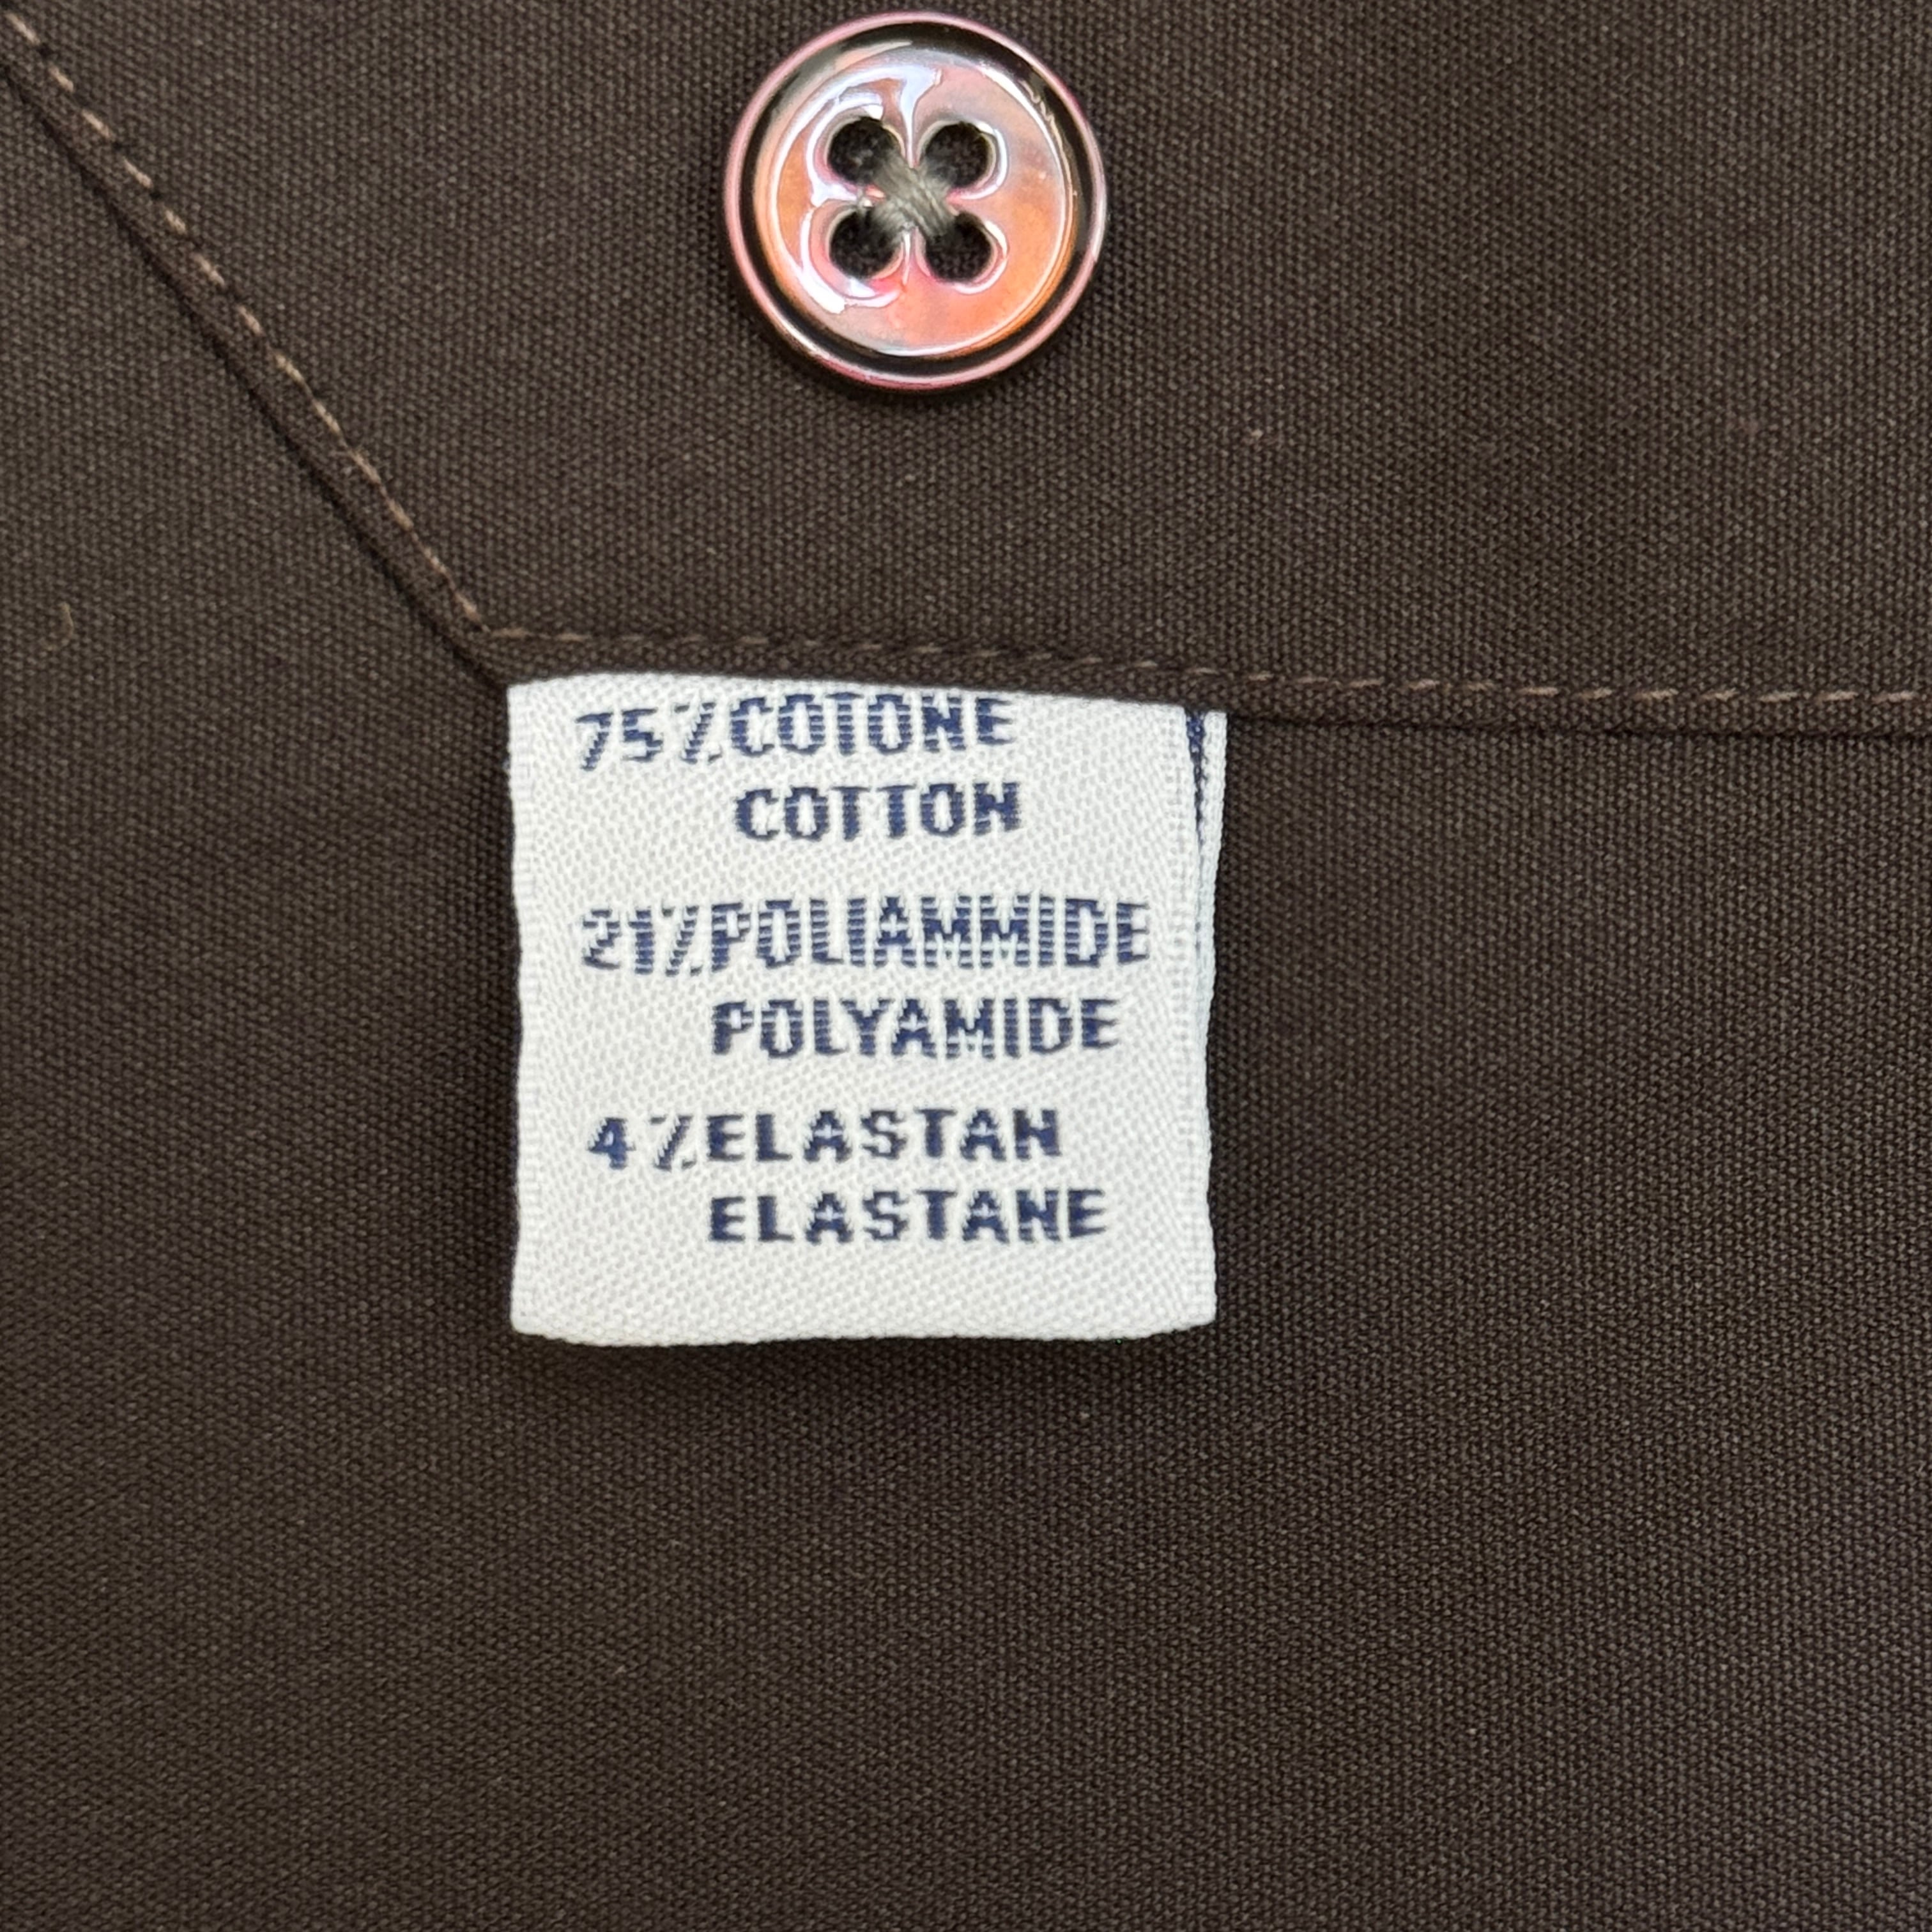 75%COTONE
COTTON
21%POLIAMMIDE
POLYAMIDE
4%ELASTAN
ELASTANE